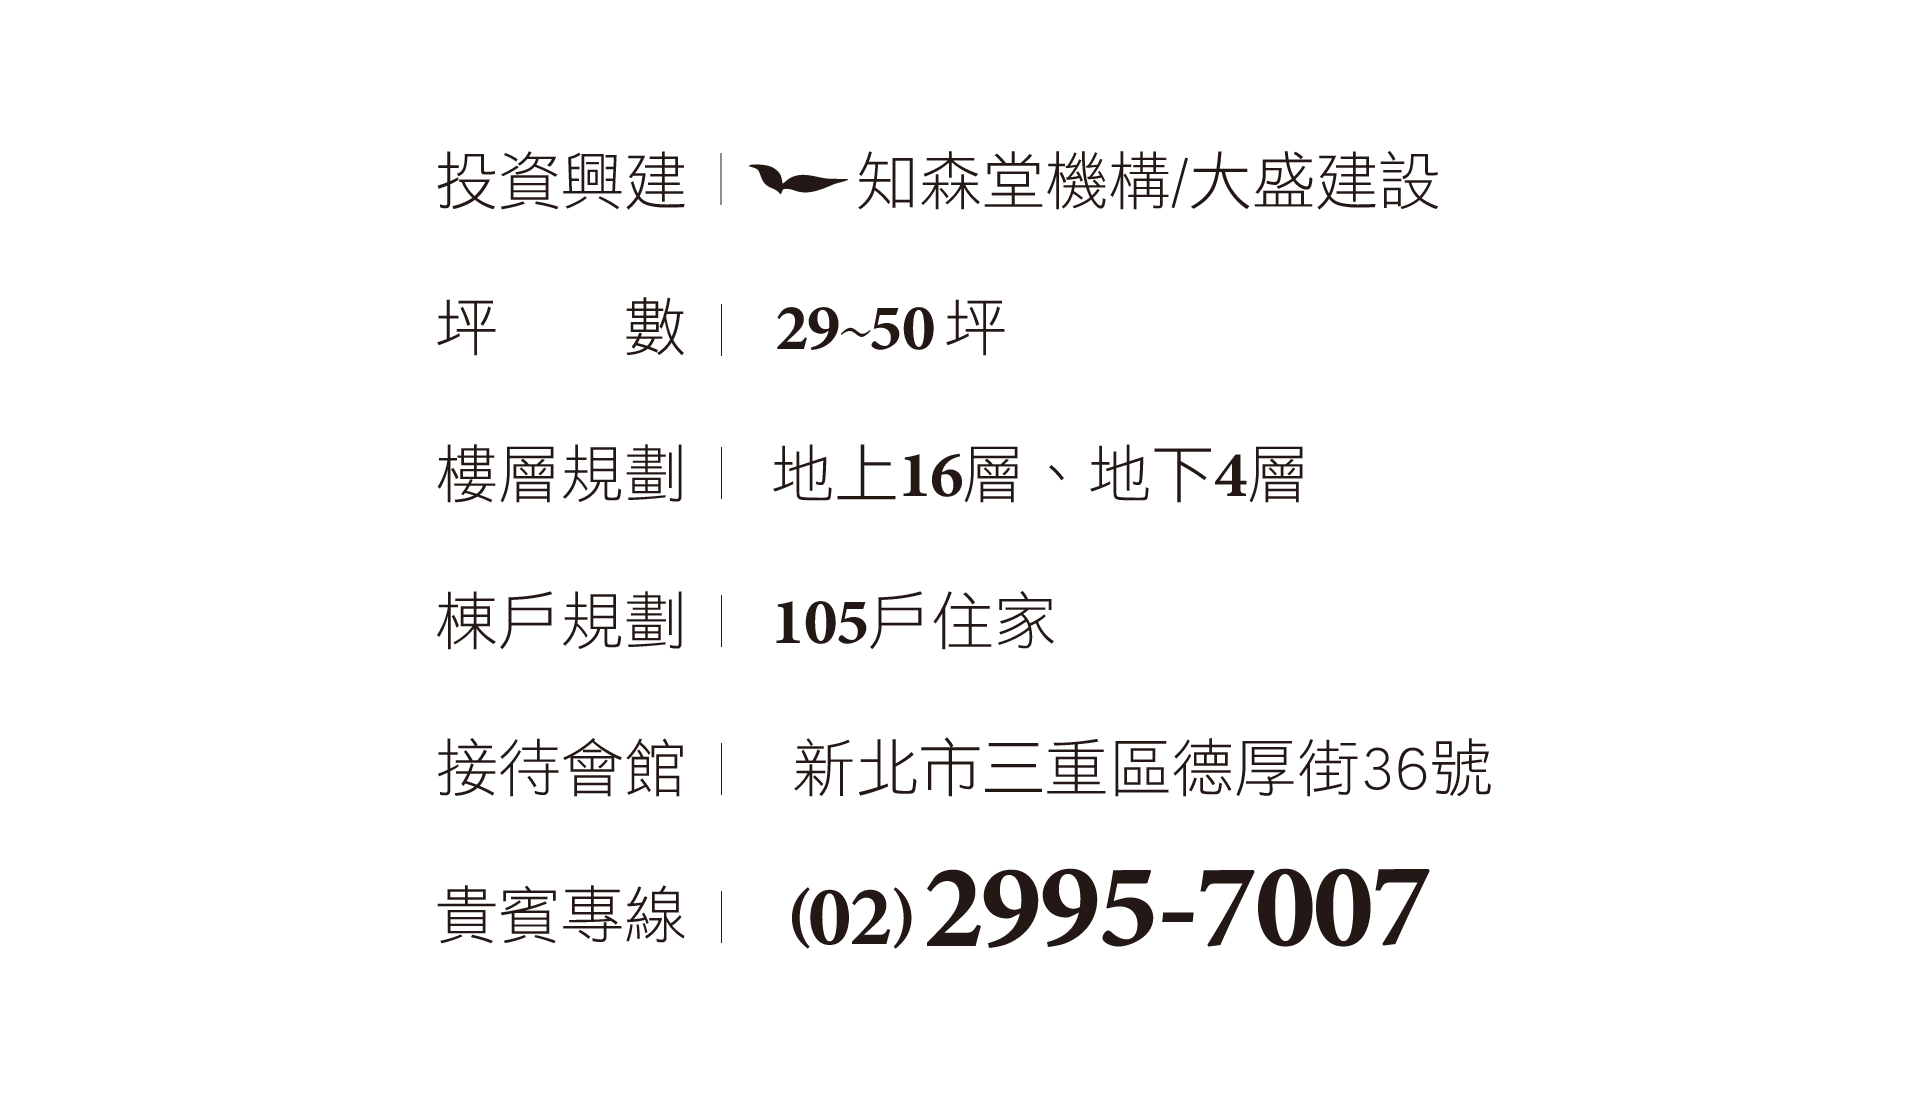 投資興建｜知森堂機構/大盛建設
坪　　數｜29~50 坪
樓層規劃｜地上16層、地下4層
棟戶規劃｜105戶住家
接待會館｜新北市三重區德厚街36號
貴賓專線｜(02) 2995-7007